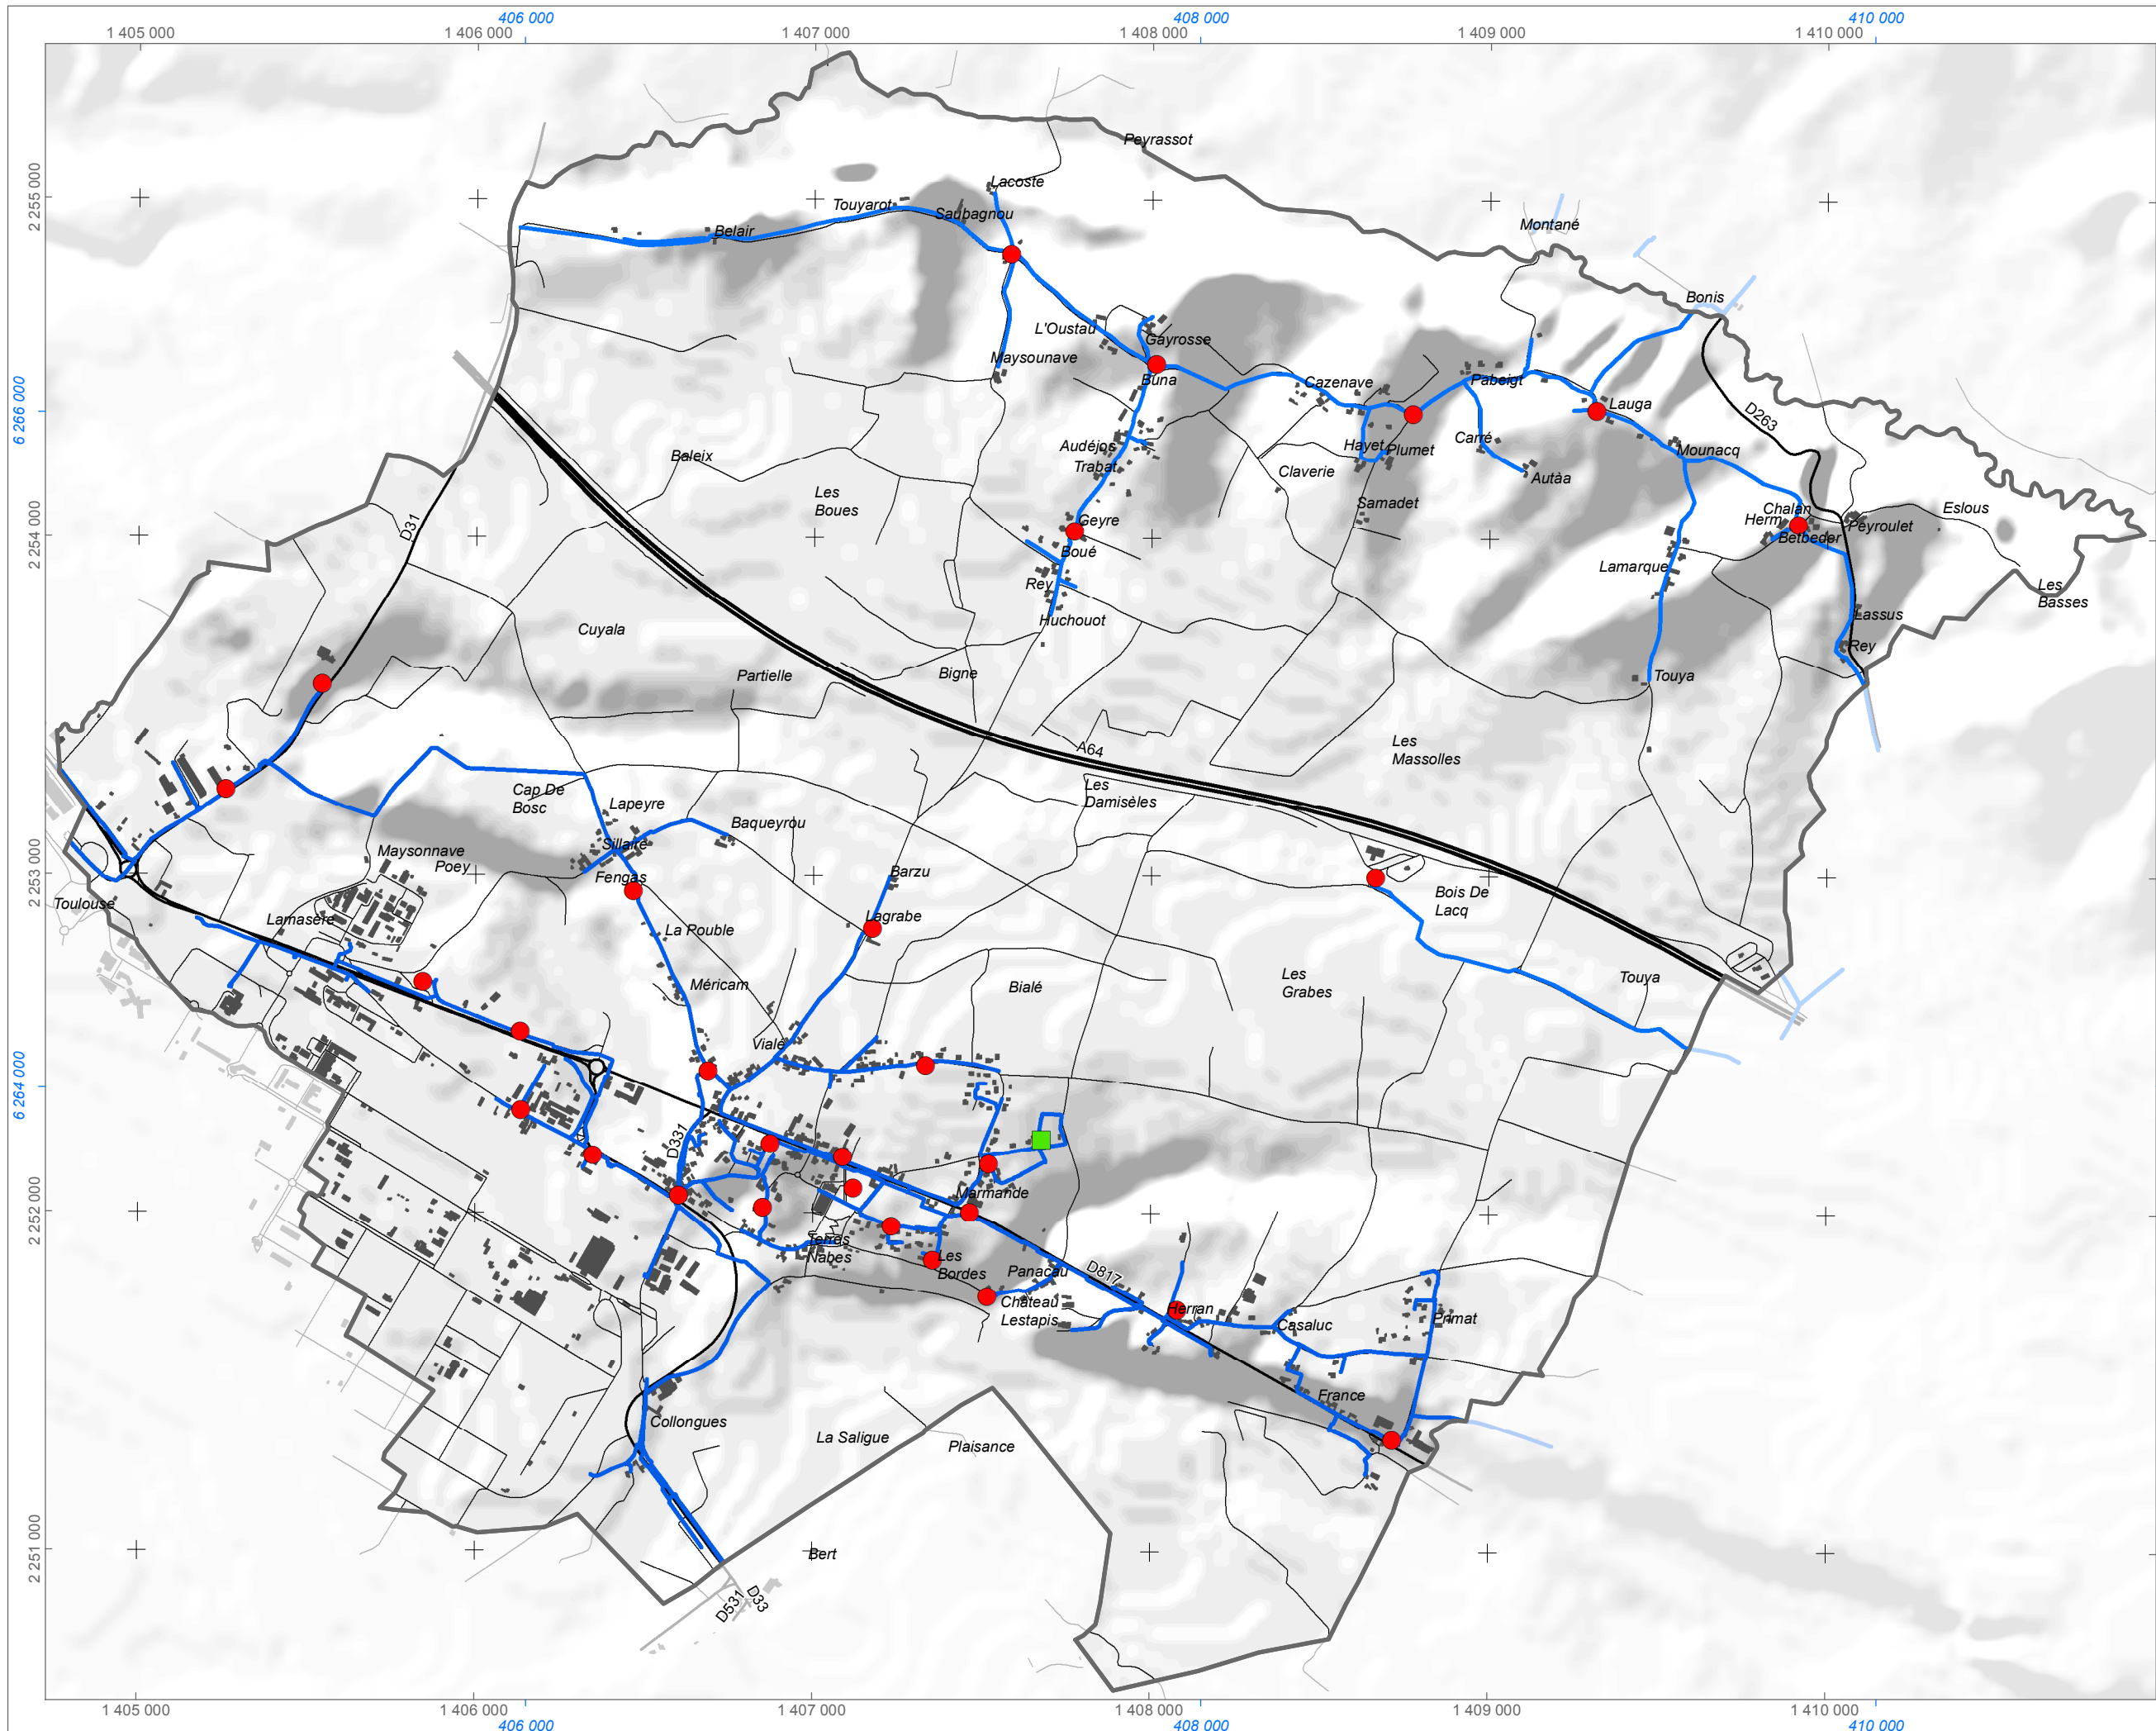 406 000
408 000
410 000
1 405 000
1 406 000
1 407 000
1 408 000
1 409 000
1 410 000
Peyrassot
Lacoste
2 255 000
Touyarot
Saubagnou
Montané
Belair
Bonis
L'Oustau
Gayrosse
Maysounave
Buna
Cazenave
Pabeigt
6 266 000
Lauga
D263
Audéjos
Hayet
Plumet
Carré
Mounacq
Baleix
Trabat
Claverie
Autàa
Les
Boues
Samadet
Chalan
Eslous
D31
Geyre
Herm
Peyroulet
2 254 000
Boué
Betbeder
Lamarque
Rey
Les
Basses
Huchouot
Lassus
Cuyala
Rey
Partielle
Bigne
Touya
A64
Les
Massolles
Cap De
Bosc
Lapeyre
Les
Damisèles
Baqueyrou
Sillaire
Maysonnave
Poey
2 253 000
Fengas
Barzu
Bois De
Lacq
Toulouse
Lamasère
Lagrabe
La Pouble
Méricam
Bialé
Les
Grabes
Touya
Vialé
6 264 000
D331
Marmande
2 252 000
Terres
Nabes
Les
Bordes
Panacau
D817
Château
Lestapis
Herran
Casaluc
Primat
France
Collongues
La Saligue
Plaisance
2 251 000
Bert
D531
D33
1 405 000
1 406 000
1 407 000
1 408 000
1 409 000
1 410 000
406 000
408 000
410 000